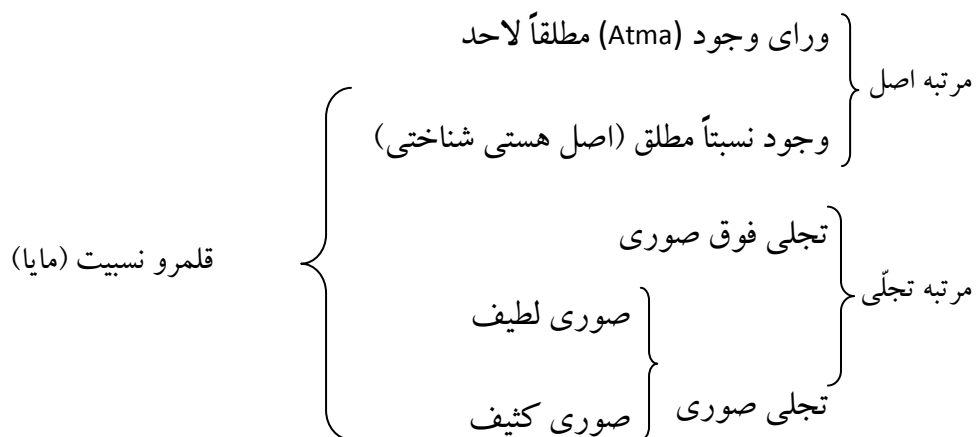 ورای وجود (Atma) مطلقاً لاحد
مرتبه اصل
وجود نسبتاً مطلق (اصل هستی شناختی)
تجلی فوق صوری
قلمرو نسبیت (مایا)
مرتبه تجلّی
صوری لطیف
تجلی صوری
صوری کثیف